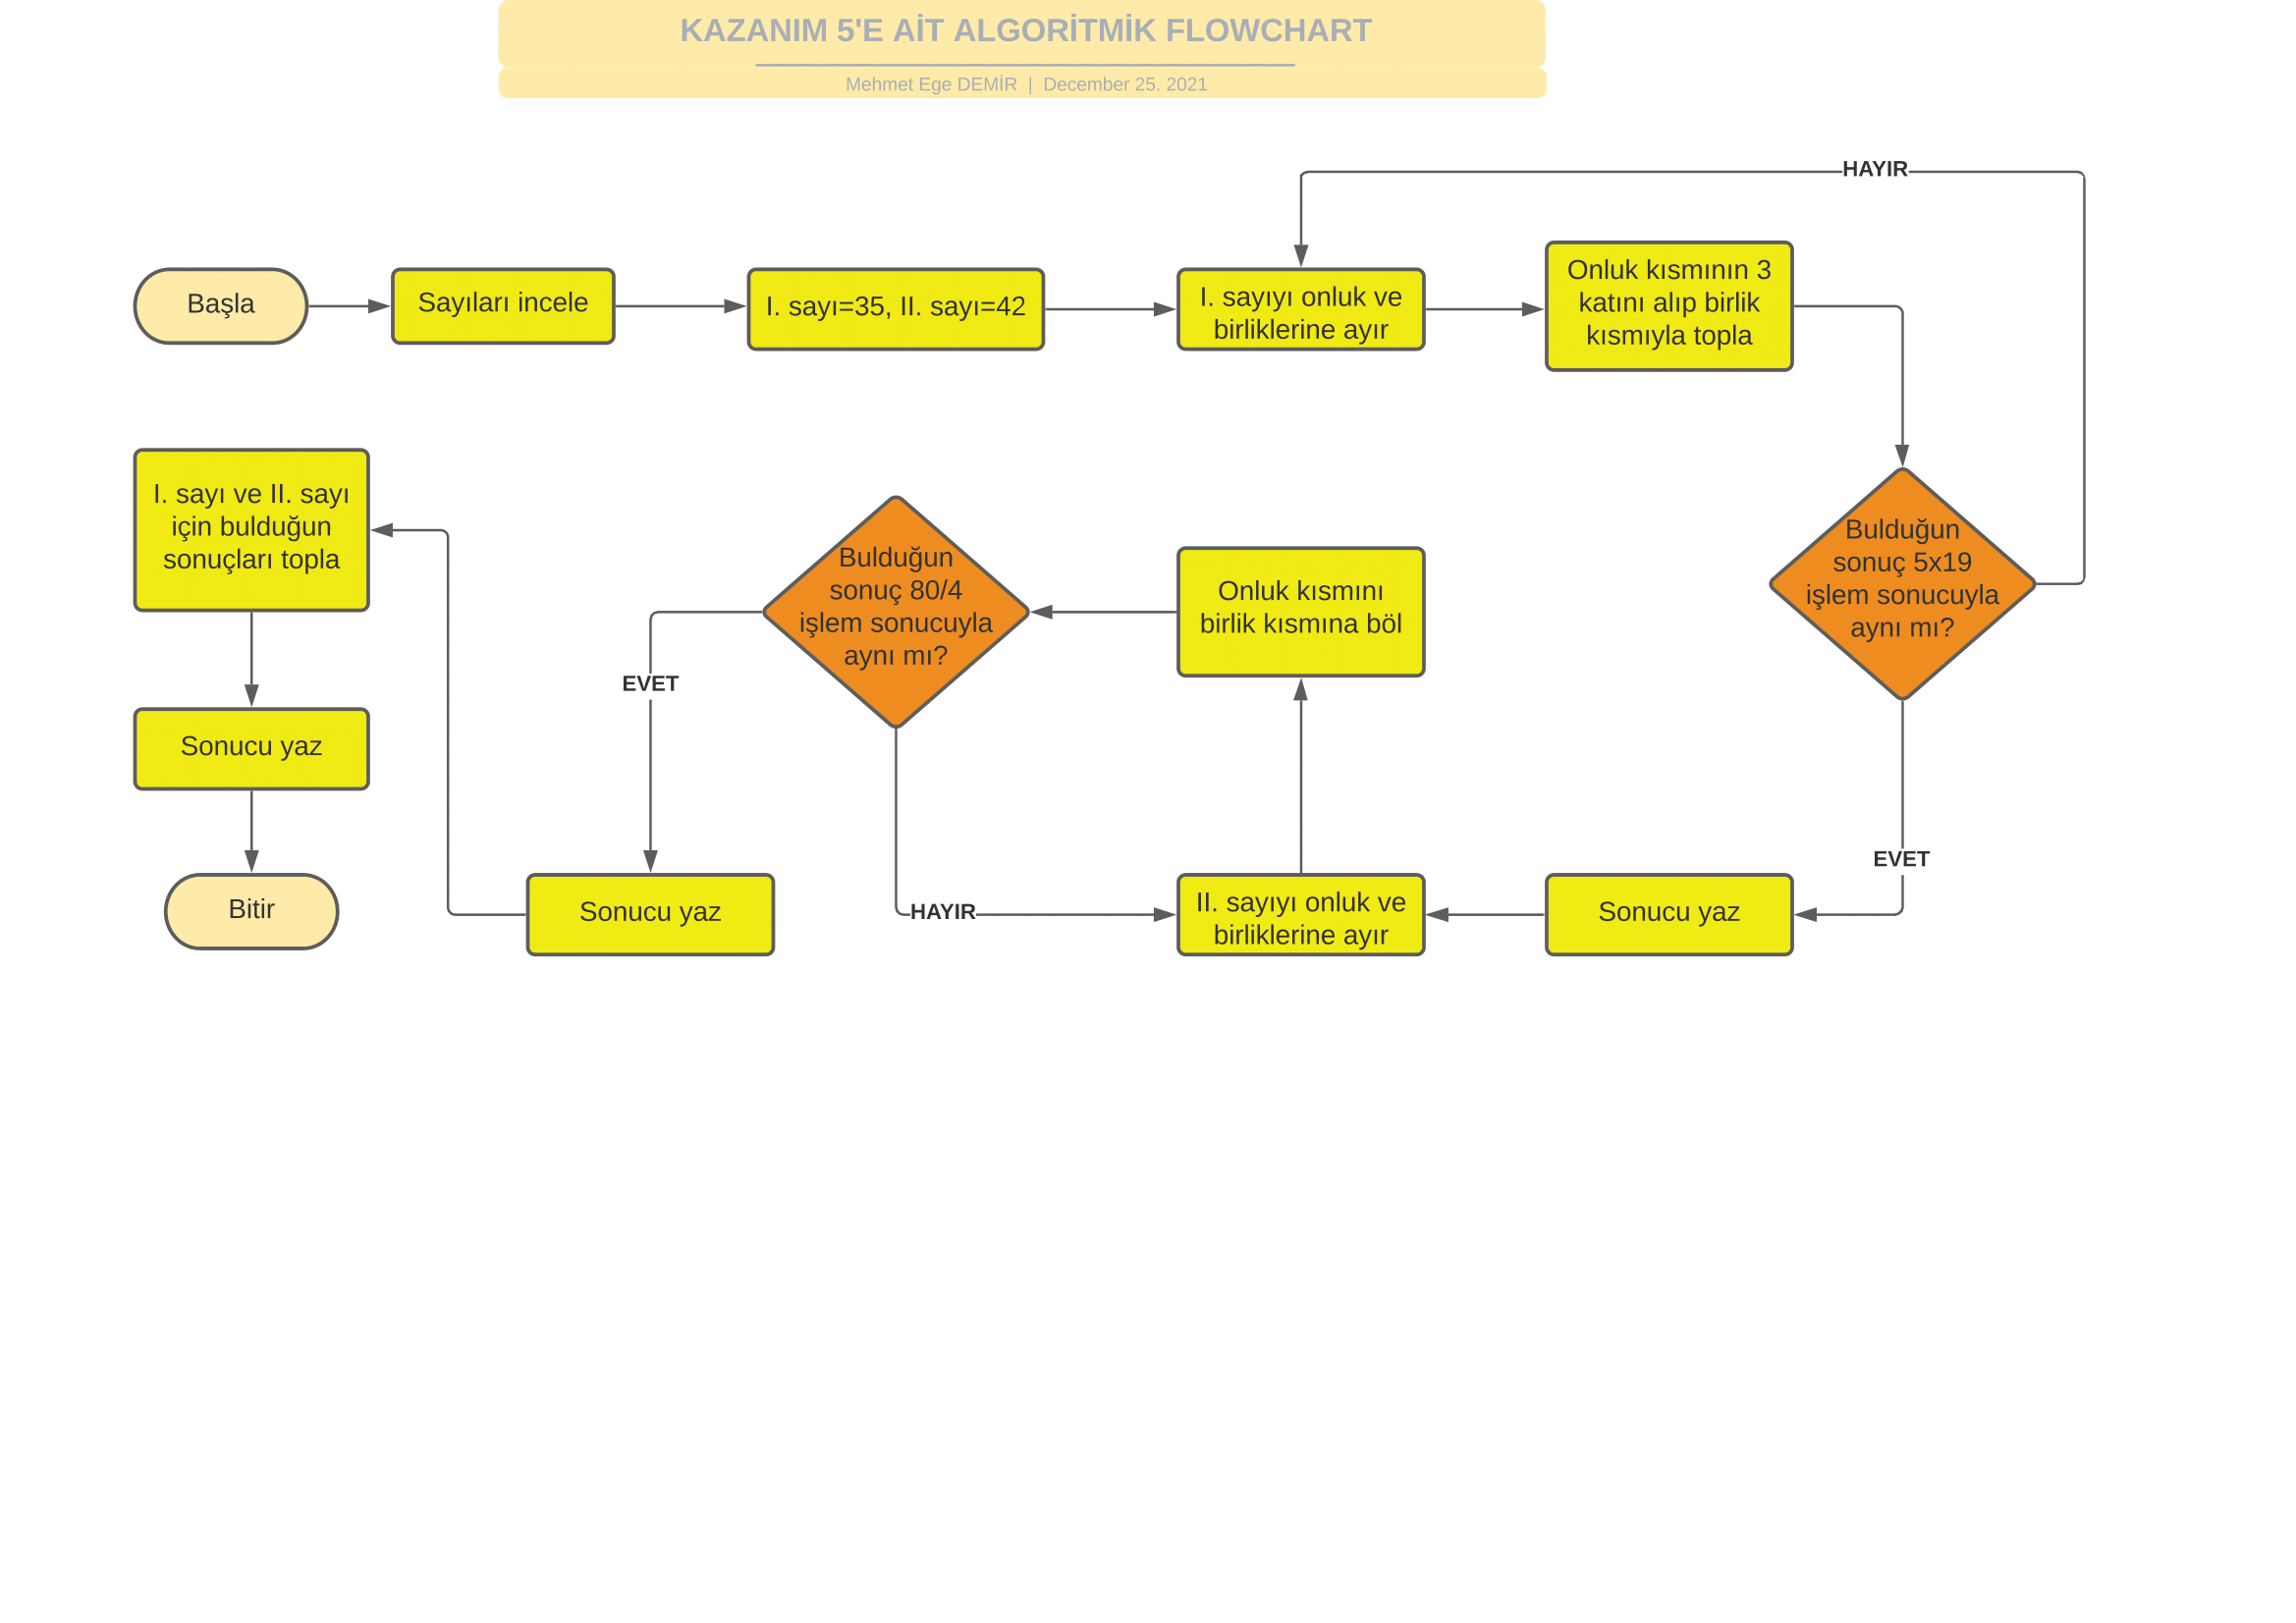 KAZANIM 5'E AİT ALGORİTMİK FLOWCHART
Mehmet Ege DEMİR | December 25. 2021
HAYIR
Başla
Sayıları incele
I. sayı=35, II. sayı=42
I. sayıyı onluk ve
birliklerine ayır
Onluk kısmının 3
katını alıp birlik
kısmıyla topla
Bulduğun
sonuç 5x19
işlem sonucuyla
aynı mı?
EVET
Sonucu yaz
II. sayıyı onluk ve
birliklerine ayır
Onluk kısmını
birlik kısmına böl
Bulduğun
sonuç 80/4
işlem sonucuyla
aynı mı?
HAYIR
EVET
Sonucu yaz
I. sayı ve II. sayı
için bulduğun
sonuçları topla
Sonucu yaz
Bitir